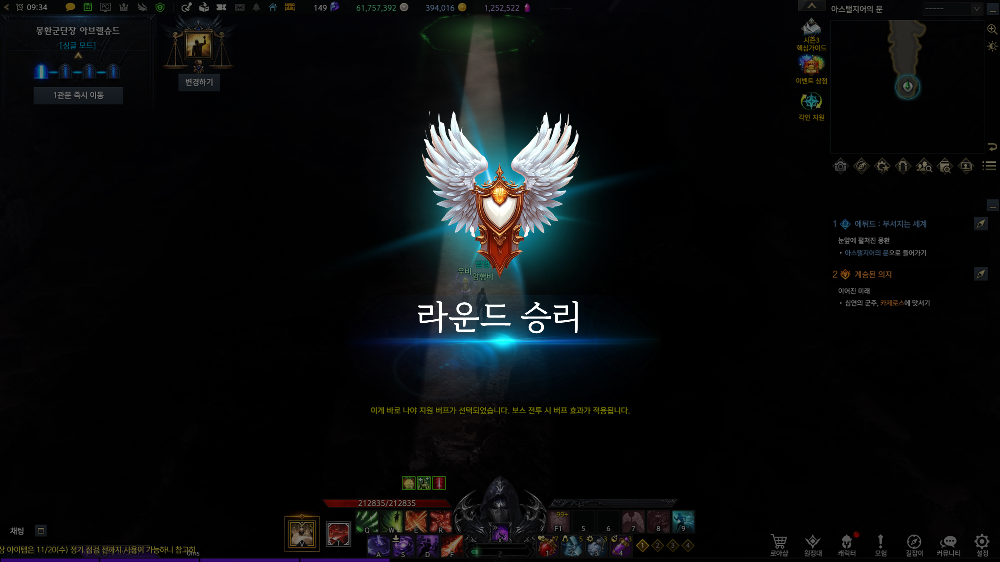 09:34
PC
149
61,757,392
394,016
1,252,522
아스탤지어의 문
-----
몽환군단장 아브렐슈드
[싱글 모드]
1관문 즉시 이동
변경하기
시즌3
핵심가이드
이벤트 상점
각인 지원
1 에튀드 : 부서지는 세계
눈앞에 펼쳐진 몽환
• 아스탤지어의 문으로 들어가기
2 계승된 의지
이어진 미래
• 심연의 군주, 카제로스에 맞서기
밤멍
우비
암행비
라운드 승리
이게 바로 나야 지원 버프가 선택되었습니다. 보스 전투 시 버프 효과가 적용됩니다.
212835/212835
5
V
T
Q W E R
A S D F
X
Z
99+
F1 5 6 7 8 9
7 5 3 3
1 2 3 4
1 2 3 4
채팅
상 아이템은 11/20(수) 정기 점검 전까지 사용이 가능하니 참고하
0ms
로아샵
원정대
캐릭터
모험
길잡이
커뮤니티
설정